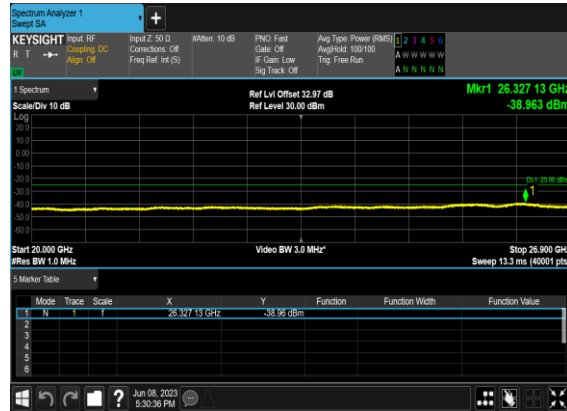 Spectrum Analyzer 1
Swept SA
+
KEYSIGHT Input: RF Input Z: 50 Ω #Atten: 10 dB PNO: Fast Avg Type: Power (RMS) 1 2 3 4 5 6
R T Coupling: DC Corrections: Off Gate: Off Avg|Hold: 100/100 A W W W W W
Align: Off Freq Ref: Int (S) IF Gain: Low Trig: Free Run
Sig Track: Off A N N N N N
1 Spectrum Ref Lvl Offset 32.97 dB Mkr1 26.327 13 GHz
Scale/Div 10 dB Ref Level 30.00 dBm -38.963 dBm
Log
20.0
10.0
0.00
-10.0
-20.0
DL1 -25.00 dBm
-30.0
1
-40.0
-50.0
-60.0
Start 20.000 GHz Video BW 3.0 MHz* Stop 26.900 GHz
#Res BW 1.0 MHz Sweep 13.3 ms (40001 pts)
5 Marker Table
Mode Trace Scale X Y Function Function Width Function Value
1 N 1 f 26.327 13 GHz -38.96 dBm
2
3
4
5
6
? Jun 08, 2023
5:30:36 PM